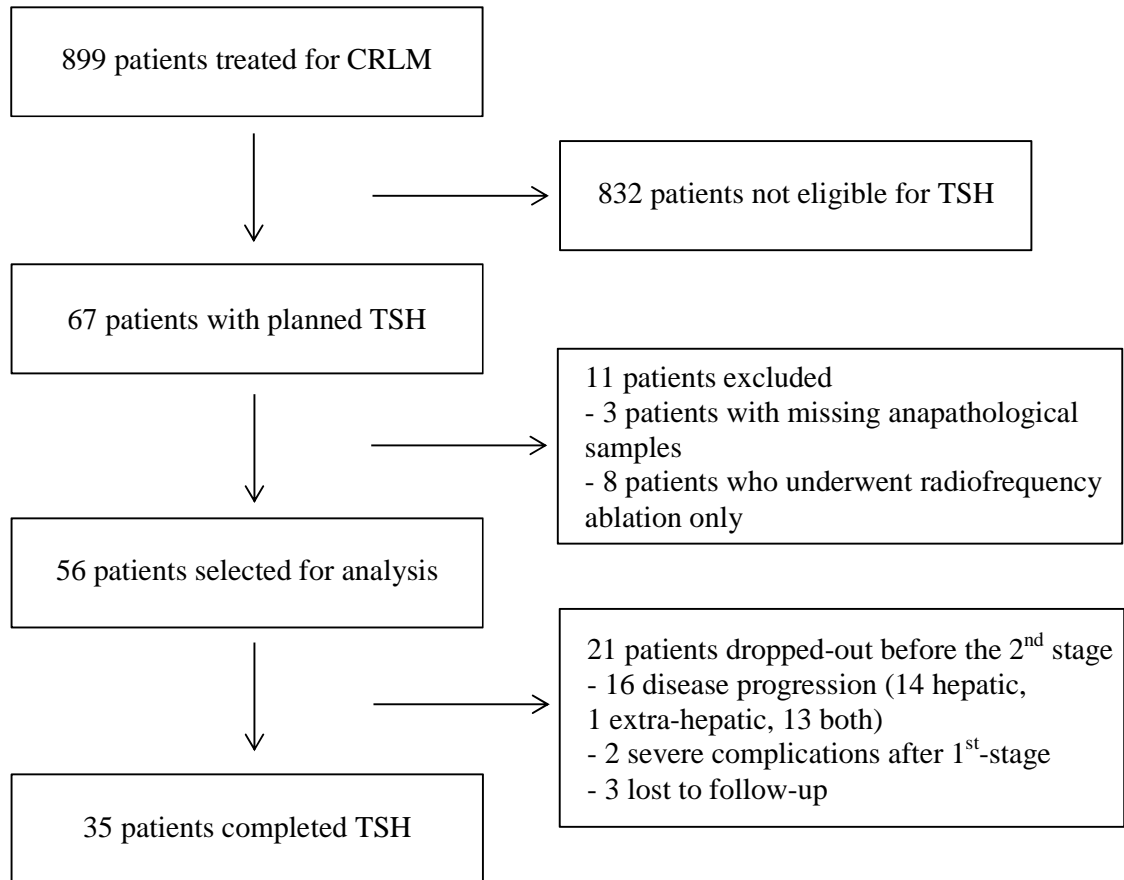 899 patients treated for CRLM
832 patients not eligible for TSH
67 patients with planned TSH
11 patients excluded
- 3 patients with missing anapathological
samples
- 8 patients who underwent radiofrequency
ablation only
56 patients selected for analysis
21 patients dropped-out before the 2nd stage
- 16 disease progression (14 hepatic,
1 extra-hepatic, 13 both)
- 2 severe complications after 1st-stage
- 3 lost to follow-up
35 patients completed TSH